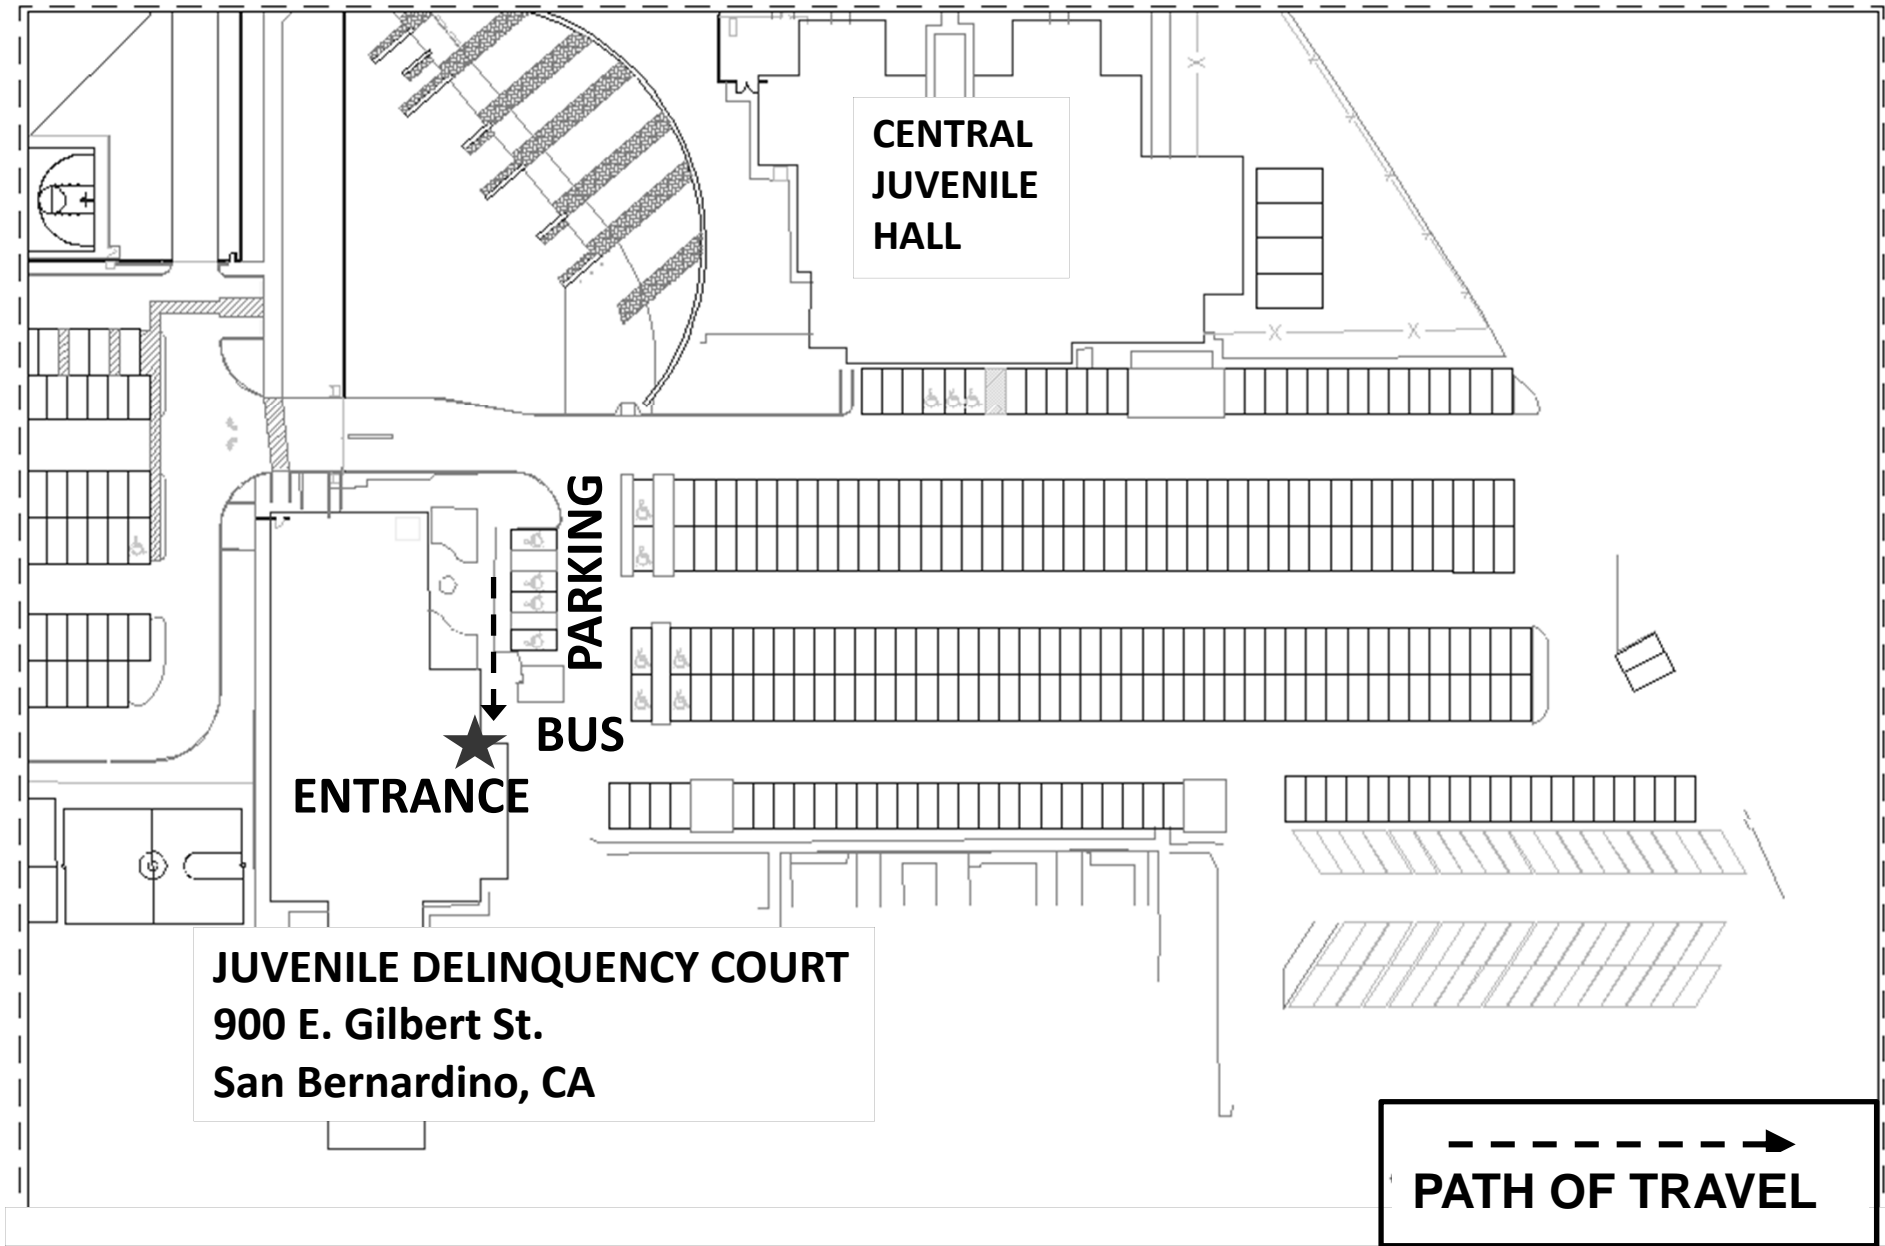 CENTRAL
JUVENILE
HALL
PARKING
BUS
ENTRANCE
JUVENILE DELINQUENCY COURT
900 E. Gilbert St.
San Bernardino, CA
PATH OF TRAVEL